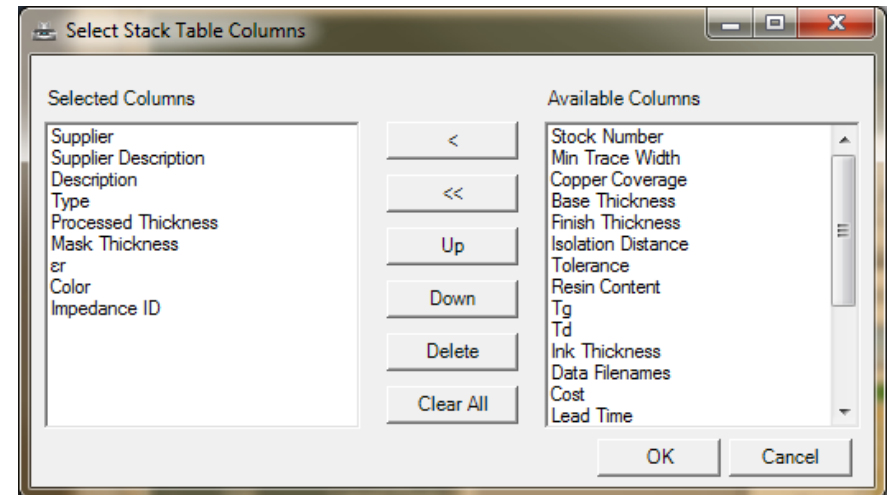 Select Stack Table Columns
Selected Columns
Supplier
Supplier Description
Description
Type
Processed Thickness
Mask Thickness
εr
Color
Impedance ID
<
<<
Up
Down
Delete
Clear All
Available Columns
Stock Number
Min Trace Width
Copper Coverage
Base Thickness
Finish Thickness
Isolation Distance
Tolerance
Resin Content
Tg
Td
Ink Thickness
Data Filenames
Cost
Lead Time
OK
Cancel